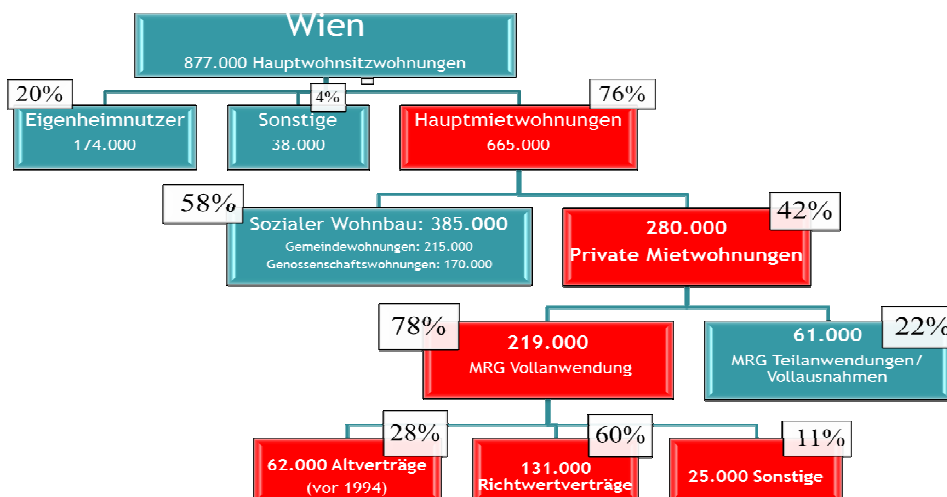 Wien
877.000 Hauptwohnsitzwohnungen
20%
4%
76%
Eigenheimnutzer
174.000
Sonstige
38.000
Hauptmietwohnungen
665.000
58%
42%
Sozialer Wohnbau: 385.000
Gemeindewohnungen: 215.000
Genossenschaftswohnungen: 170.000
280.000
Private Mietwohnungen
78%
22%
219.000
MRG Vollanwendung
61.000
MRG Teilanwendungen/
Vollausnahmen
28%
60%
11%
62.000 Altverträge
(vor 1994)
131.000
Richtwertverträge
25.000 Sonstige